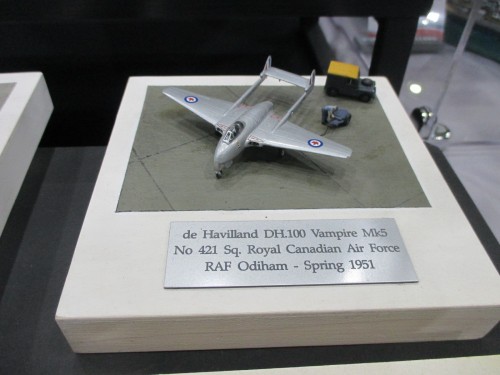 de Havilland DH.100 Vampire Mk5
No 421 Sq. Royal Canadian Air Force
RAF Odiham - Spring 1951